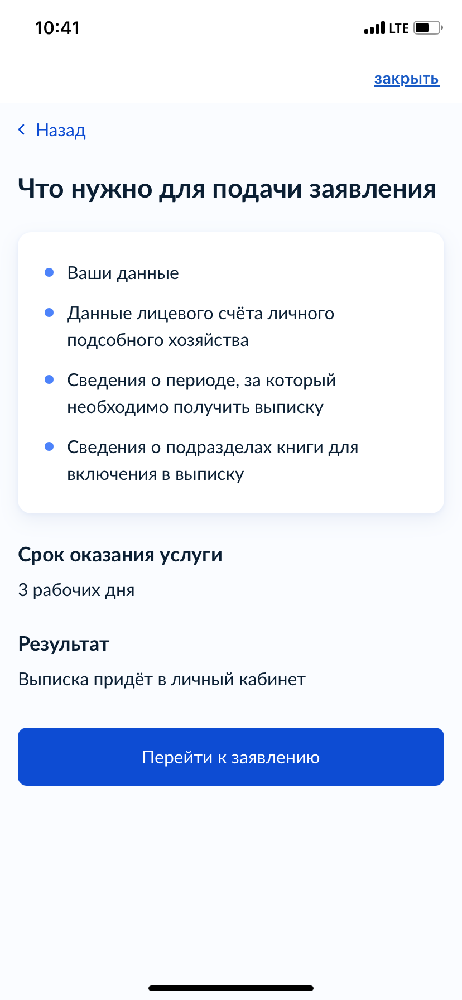 10:41
LTE
закрыть
Назад
Что нужно для подачи заявления
Ваши данные
Данные лицевого счёта личного
подсобного хозяйства
Сведения о периоде, за который
необходимо получить выписку
Сведения о подразделах книги для
включения в выписку
Срок оказания услуги
3 рабочих дня
Результат
Выписка придёт в личный кабинет
Перейти к заявлению